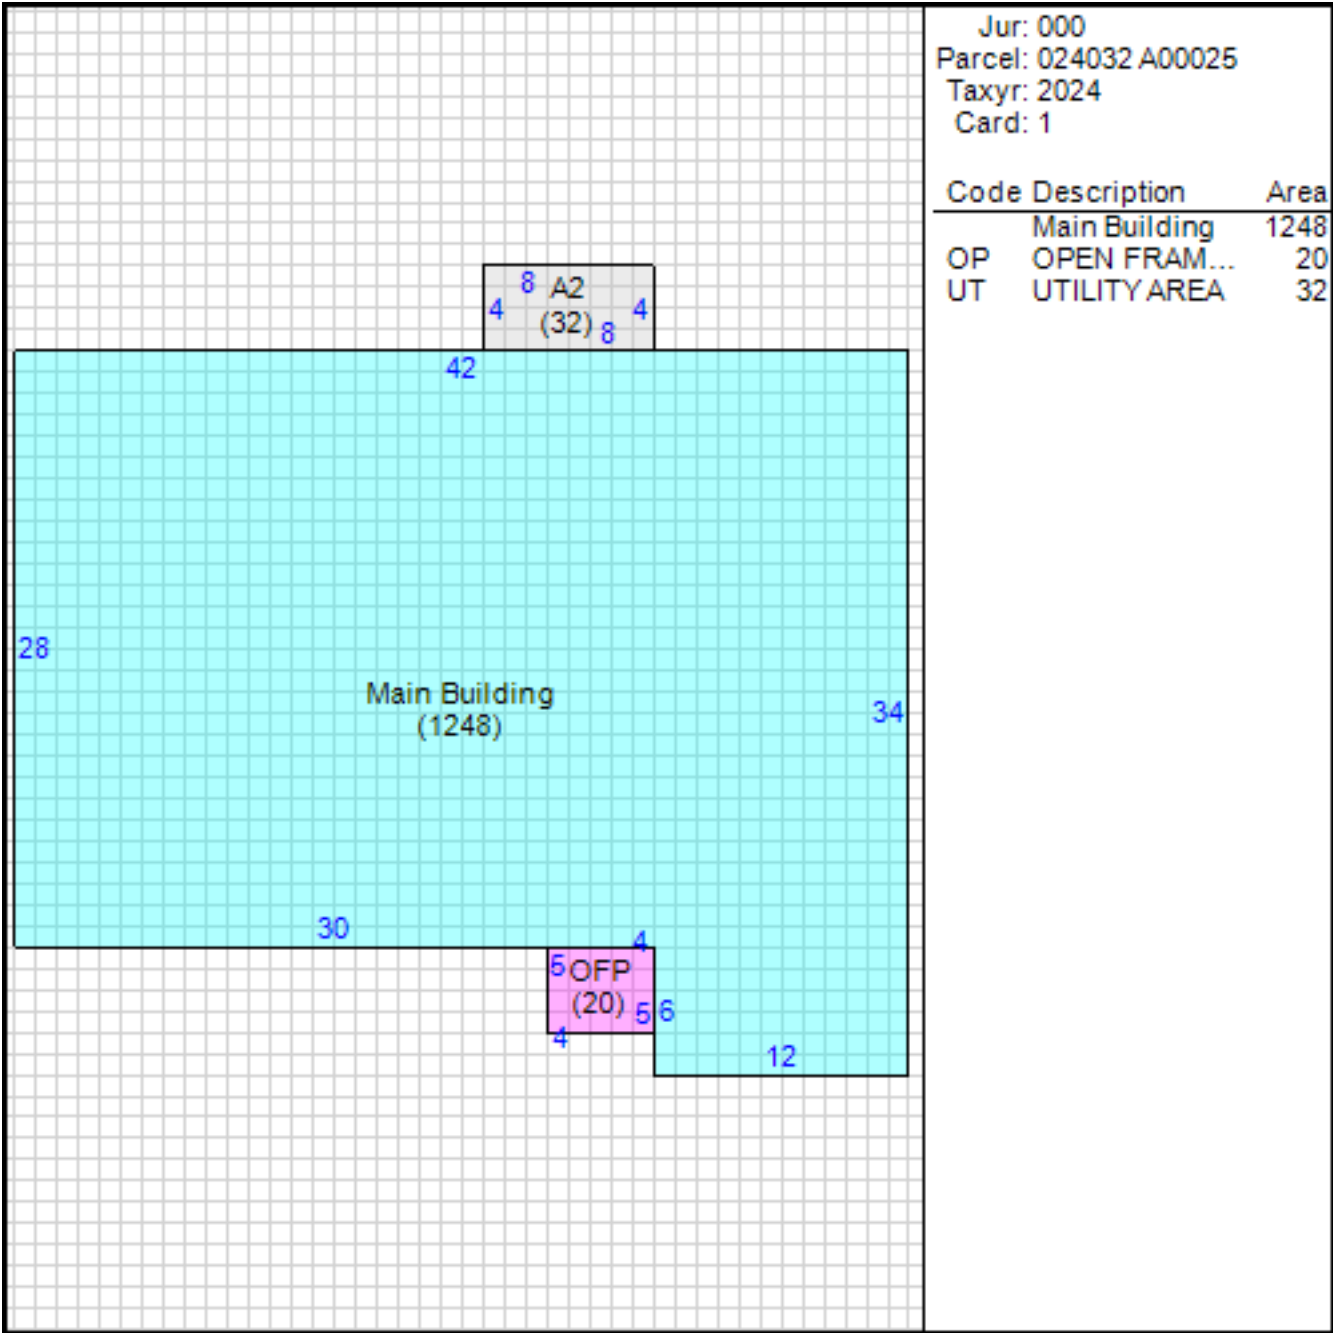 Jur: 000
Parcel: 024032 A00025
Taxyr: 2024
Card: 1
Code Description Area
Main Building 1248
OP OPEN FRAM... 20
UT UTILITY AREA 32
8 A2
4 4
(32) 8
42
28
Main Building
(1248)
34
30
4
5 OFP
(20) 5 6
4
12